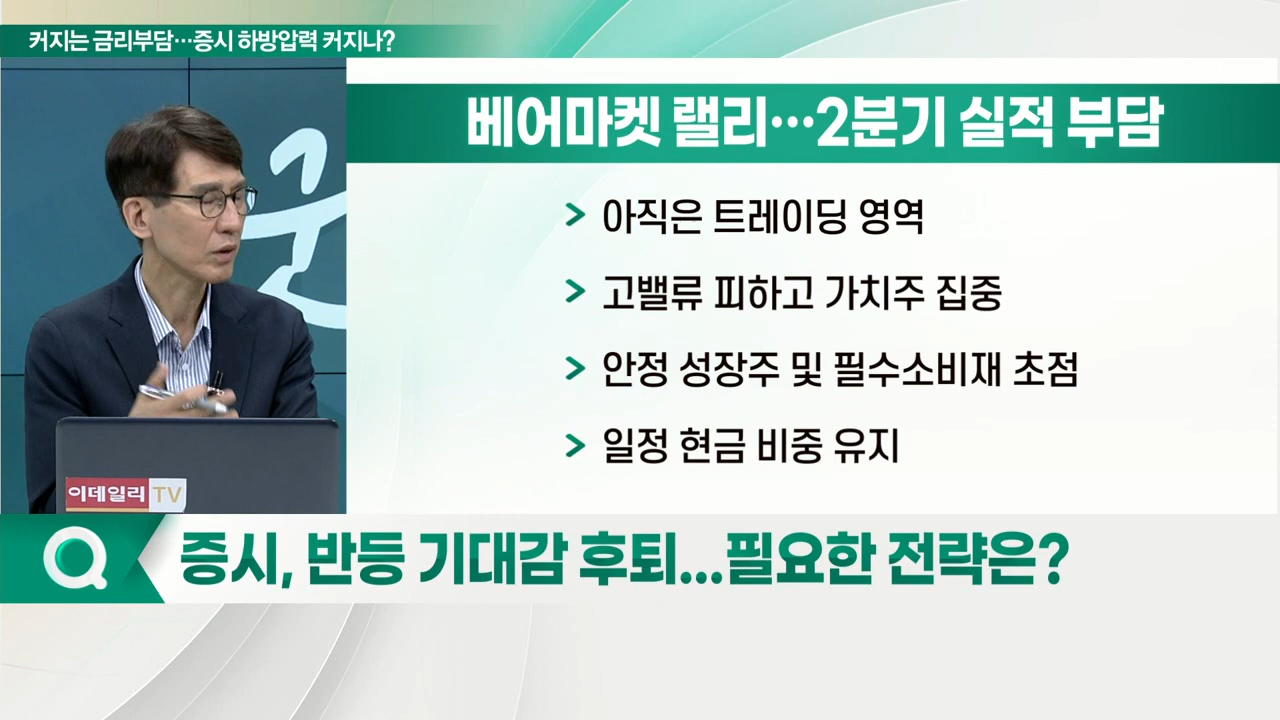 커지는 금리부담…증시 하방압력 커지나?
베어마켓 랠리…2분기 실적 부담
> 아직은 트레이딩 영역
> 고밸류 피하고 가치주 집중
> 안정 성장주 및 필수소비재 초점
> 일정 현금 비중 유지
이데일리 TV
Q 증시, 반등 기대감 후퇴...필요한 전략은?